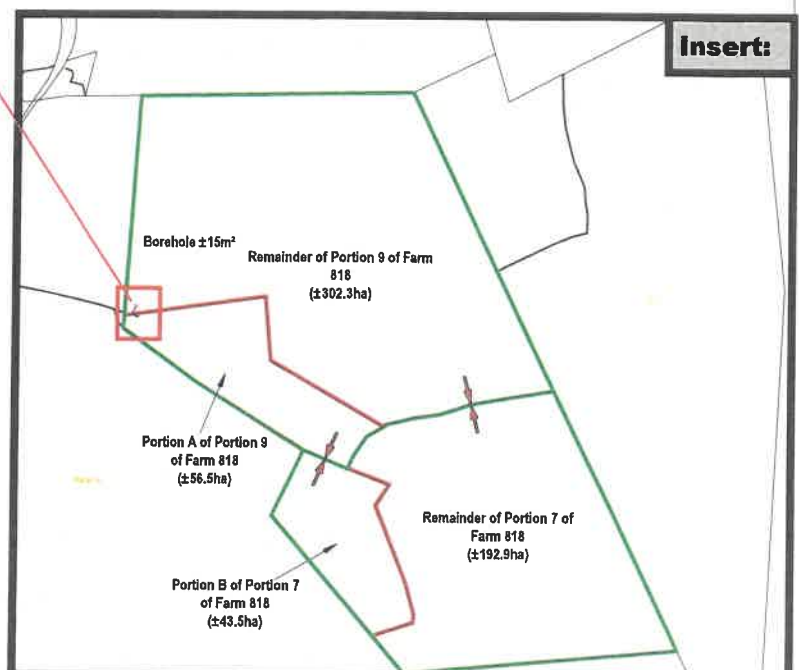 Insert:
Borehole ±15m²
Remainder of Portion 9 of Farm
818
(±302.3ha)
Portion A of Portion 9
of Farm 818
(±56.5ha)
Remainder of Portion 7 of
Farm 818
(±192.9ha)
Portion B of Portion 7
of Farm 818
(±43.5ha)